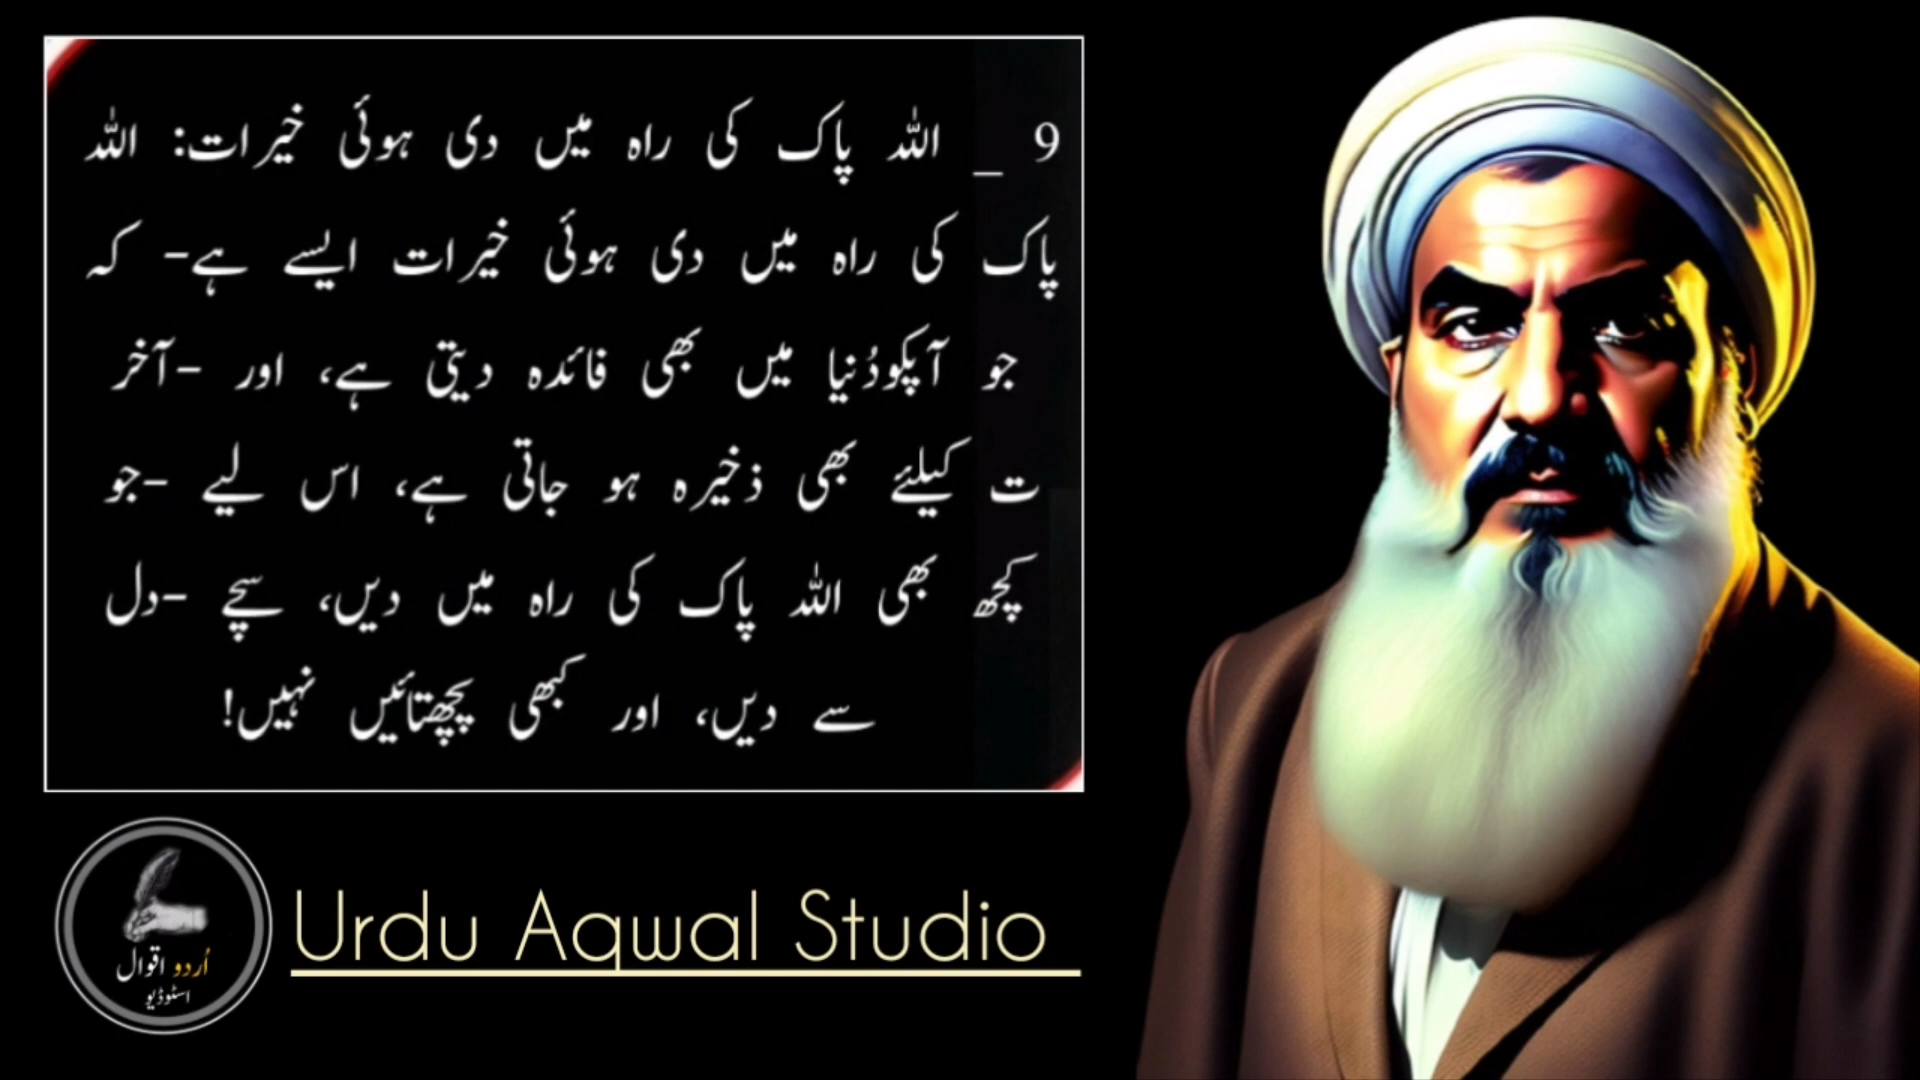 9 _ اللہ پاک کی راہ میں دی ہوئی خیرات: اللہ
پاک کی راہ میں دی ہوئی خیرات ایسے ہے- کہ
جو آپکودُنیا میں بھی فائدہ دیتی ہے، اور -آخر
ت کیلئے بھی ذخیرہ ہو جاتی ہے، اس لیے -جو
کچھ بھی اللہ پاک کی راہ میں دیں، سچے -دل
سے دیں، اور کبھی پچھتائیں نہیں!
اُردو اقوال
اسٹوڈیو
Urdu Aqwal Studio